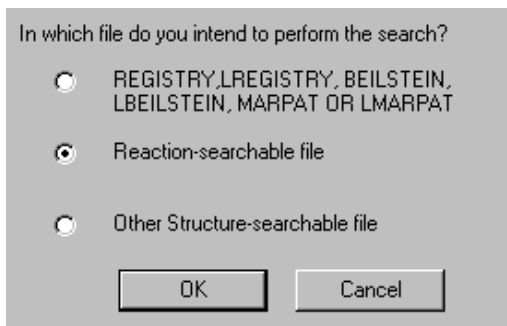 In which file do you intend to perform the search?
REGISTRY,LREGISTRY, BEILSTEIN,
LBEILSTEIN, MARPAT OR LMARPAT
Reaction-searchable file
Other Structure-searchable file
OK Cancel